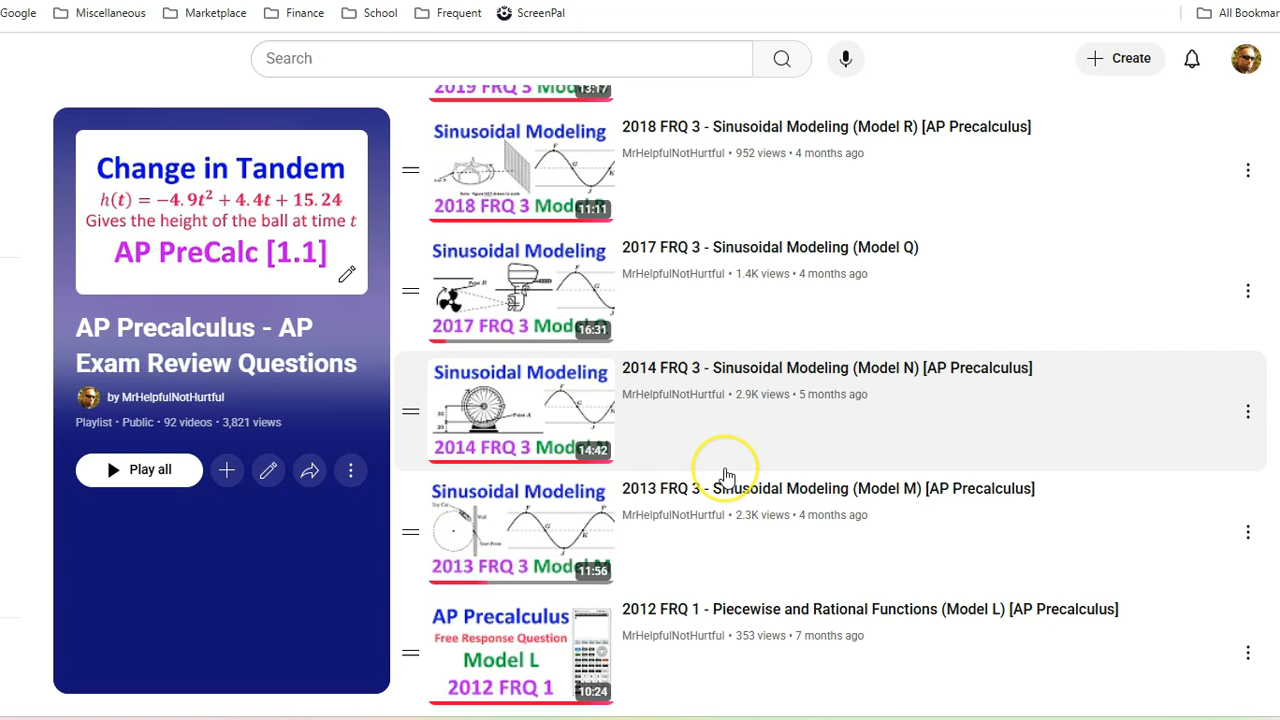 Google Miscellaneous Marketplace Finance School Frequent ScreenPal All Bookmar
Search
Create
Change in Tandem
h(t) = −4.9t² + 4.4t + 15.24
Gives the height of the ball at time t
AP PreCalc [1.1]
AP Precalculus - AP
Exam Review Questions
by MrHelpfulNotHurtful
Playlist • Public • 92 videos • 3,821 views
Play all
2019 FRQ 3 Mod
13:17
Sinusoidal Modeling
2018 FRQ 3 Mod
11:11
2018 FRQ 3 - Sinusoidal Modeling (Model R) [AP Precalculus]
MrHelpfulNotHurtful • 952 views • 4 months ago
Sinusoidal Modeling
2017 FRQ 3 Mod
16:31
2017 FRQ 3 - Sinusoidal Modeling (Model Q)
MrHelpfulNotHurtful • 1.4K views • 4 months ago
Sinusoidal Modeling
Point A
2014 FRQ 3 Mod
14:42
2014 FRQ 3 - Sinusoidal Modeling (Model N) [AP Precalculus]
MrHelpfulNotHurtful • 2.9K views • 5 months ago
Sinusoidal Modeling
2013 FRQ 3 Mod
11:56
2013 FRQ 3 - Sinusoidal Modeling (Model M) [AP Precalculus]
MrHelpfulNotHurtful • 2.3K views • 4 months ago
AP Precalculus
Free Response Question
Model L
2012 FRQ 1
10:24
2012 FRQ 1 - Piecewise and Rational Functions (Model L) [AP Precalculus]
MrHelpfulNotHurtful • 353 views • 7 months ago